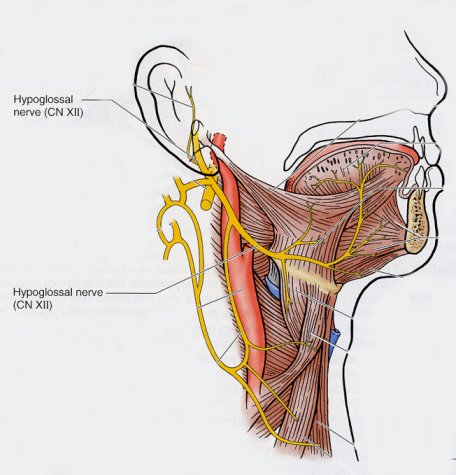 Hypoglossal
nerve (CN XII)
Hypoglossal nerve
(CN XII)